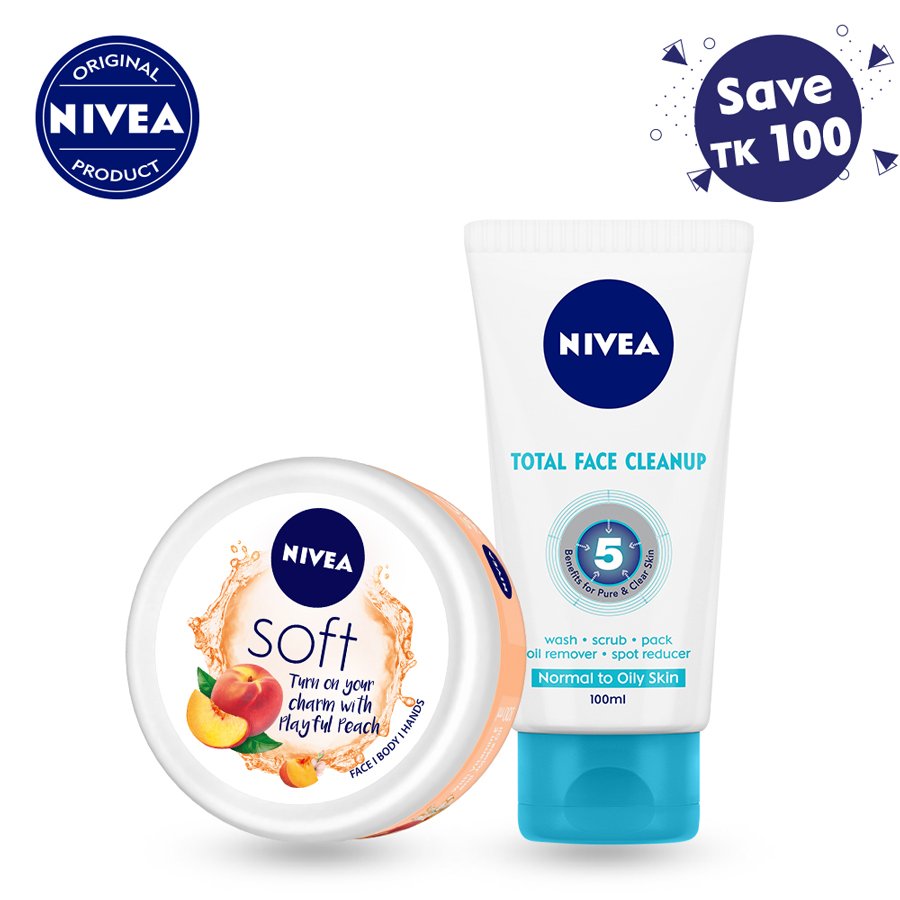 ORIGINAL
NIVEA
PRODUCT
Save
TK 100
NIVEA
TOTAL FACE CLEANUP
5
Benefits for Pure & Clear Skin
wash • scrub • pack
oil remover • spot reducer
Normal to Oily Skin
100ml
NIVEA
soft
Turn on your
charm with
Playful Peach
FACE | BODY | HANDS
NIVEA